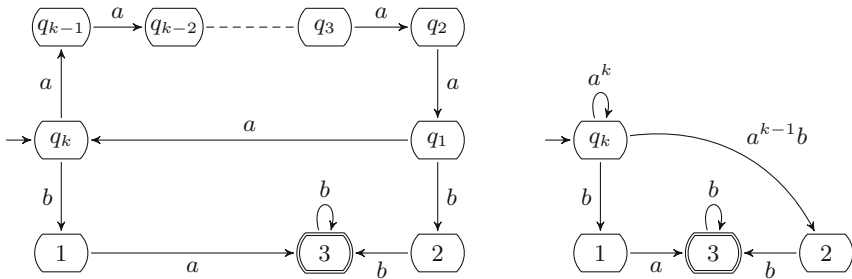 q_{k−1} a q_{k−2} q_3 a q_2
a a a^k
q_k a q_1 q_k a^{k−1}b
b b b b b
1 a 3 b 2 1 a 3 b 2